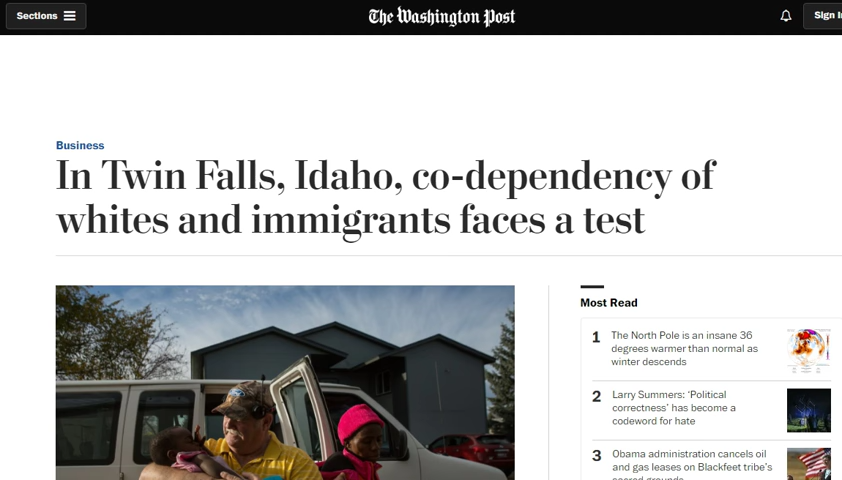 Sections
The Washington Post
Sign I
Business
In Twin Falls, Idaho, co-dependency of
whites and immigrants faces a test
Most Read
1
The North Pole is an insane 36
degrees warmer than normal as
winter descends
2
Larry Summers: ‘Political
correctness’ has become a
codeword for hate
3
Obama administration cancels oil
and gas leases on Blackfeet tribe’s
sacred grounds